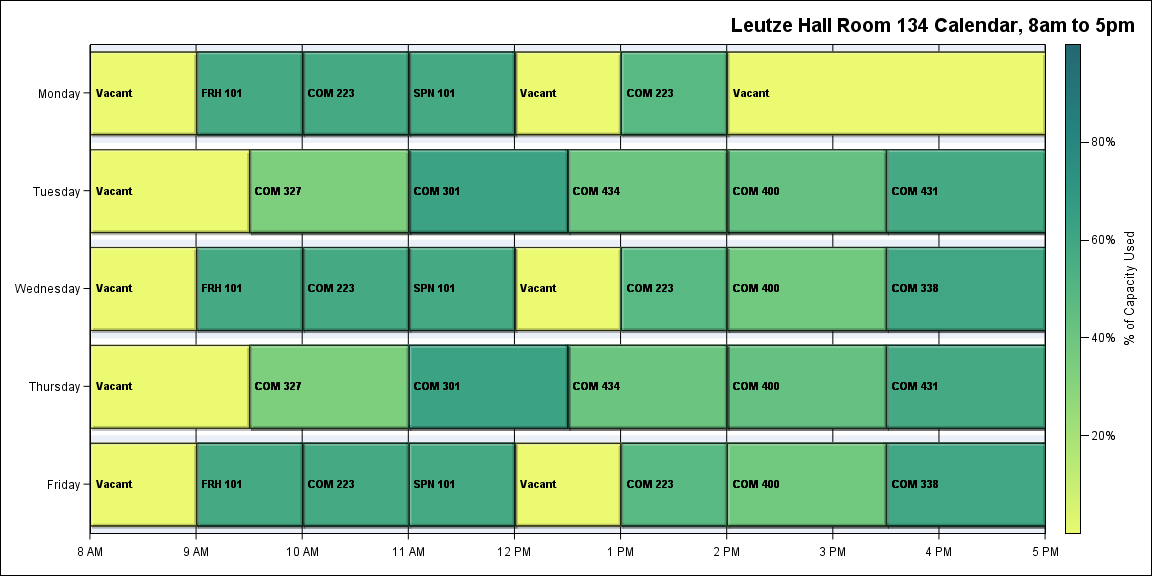 Leutze Hall Room 134 Calendar, 8am to 5pm
Monday
Vacant
FRH 101
COM 223
SPN 101
Vacant
COM 223
Vacant
Tuesday
Vacant
COM 327
COM 301
COM 434
COM 400
COM 431
Wednesday
Vacant
FRH 101
COM 223
SPN 101
Vacant
COM 223
COM 400
COM 338
Thursday
Vacant
COM 327
COM 301
COM 434
COM 400
COM 431
Friday
Vacant
FRH 101
COM 223
SPN 101
Vacant
COM 223
COM 400
COM 338
8 AM
9 AM
10 AM
11 AM
12 PM
1 PM
2 PM
3 PM
4 PM
5 PM
80%
60%
40%
20%
% of Capacity Used